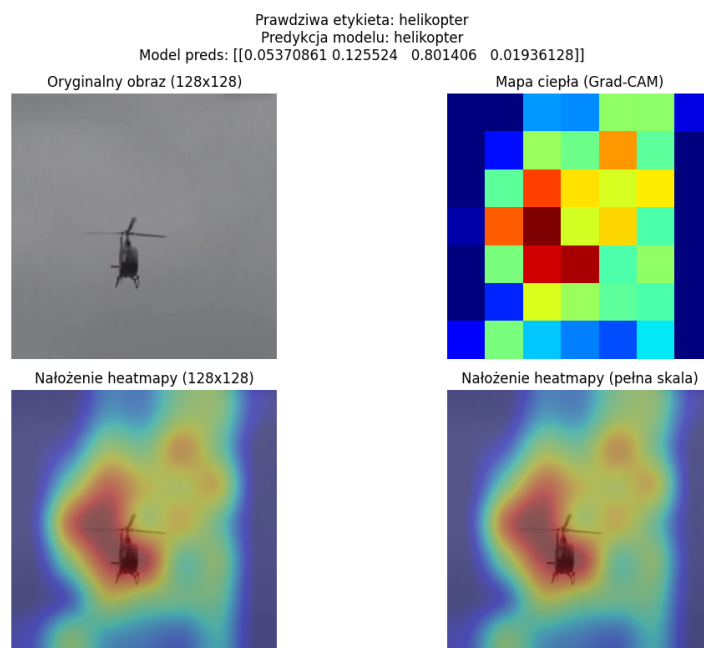 Prawdziwa etykieta: helikopter
Predykcja modelu: helikopter
Model preds: [[0.05370861 0.125524   0.801406   0.01936128]]
Oryginalny obraz (128x128)
Mapa ciepła (Grad-CAM)
Nałożenie heatmapy (128x128)
Nałożenie heatmapy (pełna skala)